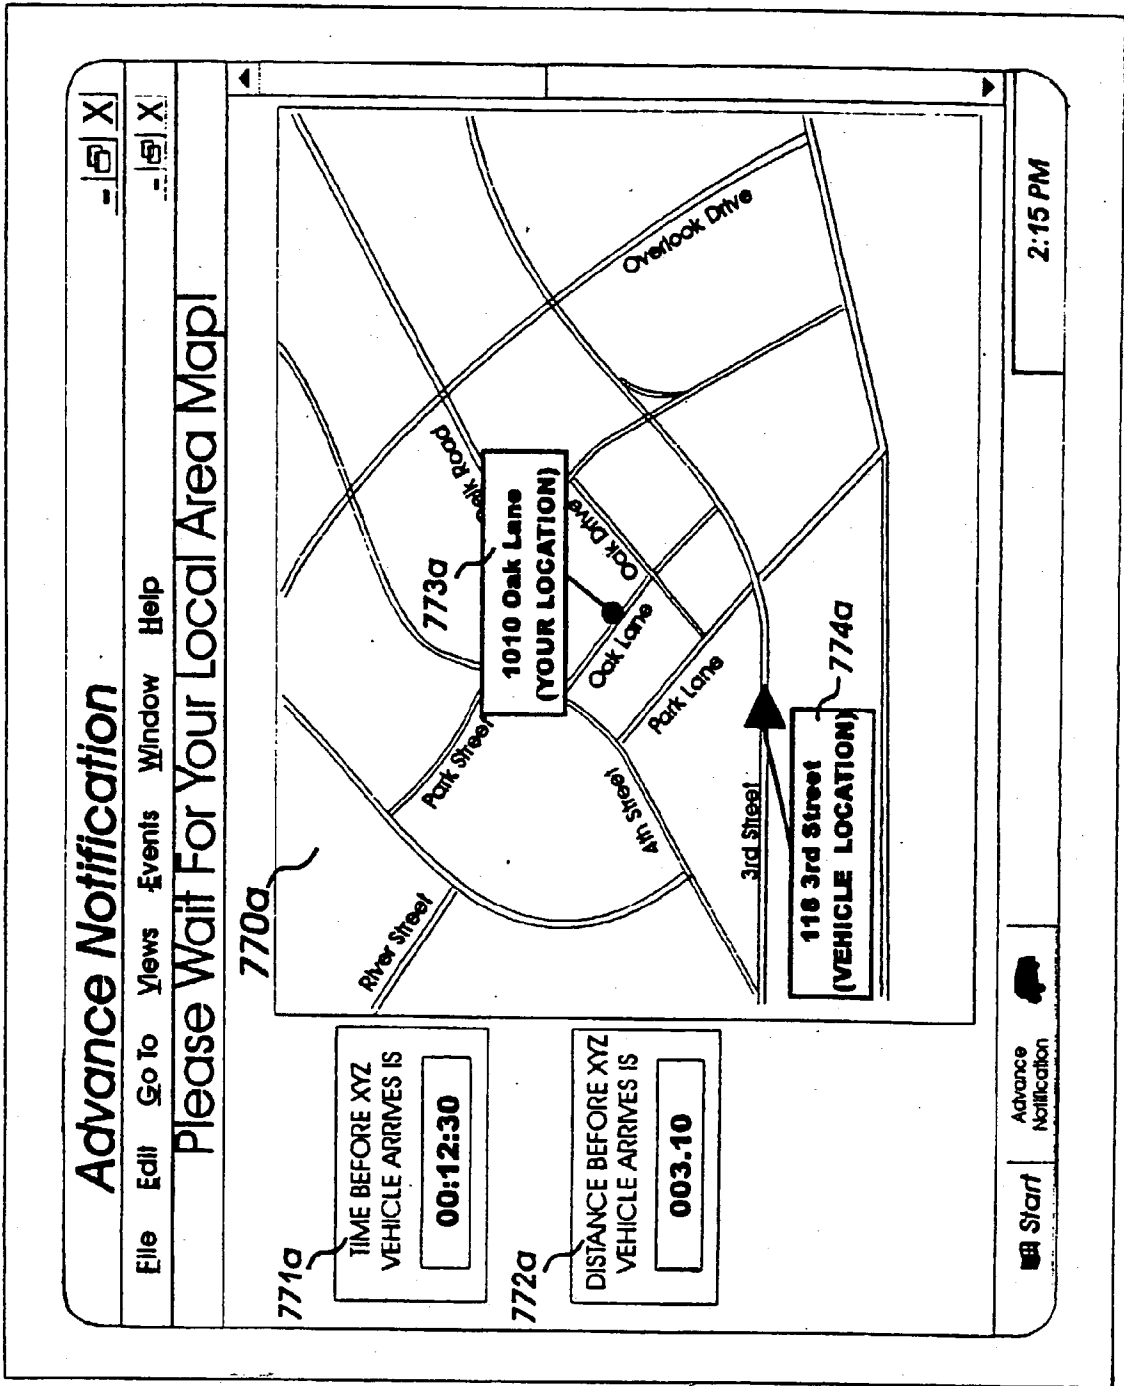 Advance Notification
File Edit Go To Views Events Window Help
Please Wait For Your Local Area Map!
771a
TIME BEFORE XYZ
VEHICLE ARRIVES IS
00:12:30
772a
DISTANCE BEFORE XYZ
VEHICLE ARRIVES IS
003.10
770a
River Street
Park Street
773a
1010 Oak Lane
(YOUR LOCATION)
Road
Oak Drive
Oak Lane
Park Lane
4th Street
3rd Street
Overlook Drive
774a
116 3rd Street
(VEHICLE LOCATION)
Start
Advance
Notification
2:15 PM